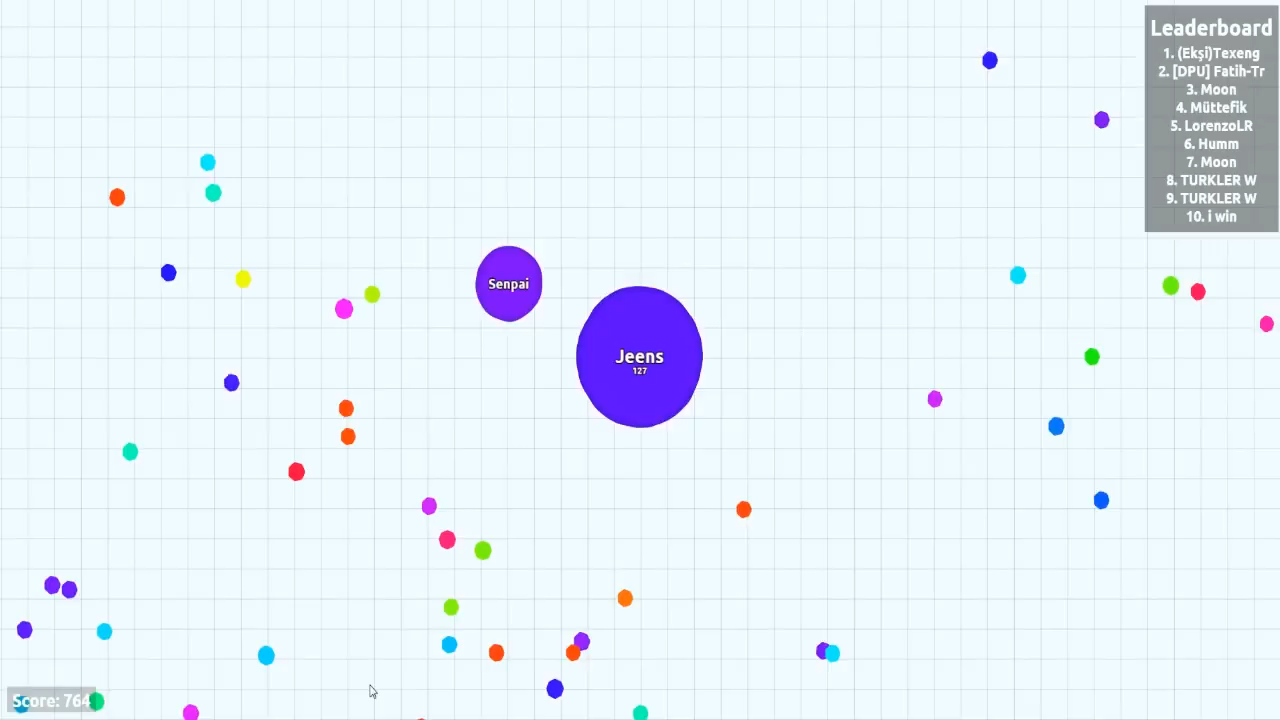 Leaderboard
1. (Ekşi)Texeng
2. [DPU] Fatih-Tr
3. Moon
4. Müttefik
5. LorenzoLR
6. Humm
7. Moon
8. TURKLER W
9. TURKLER W
10. i win
Senpai
Jeens
127
Score: 764